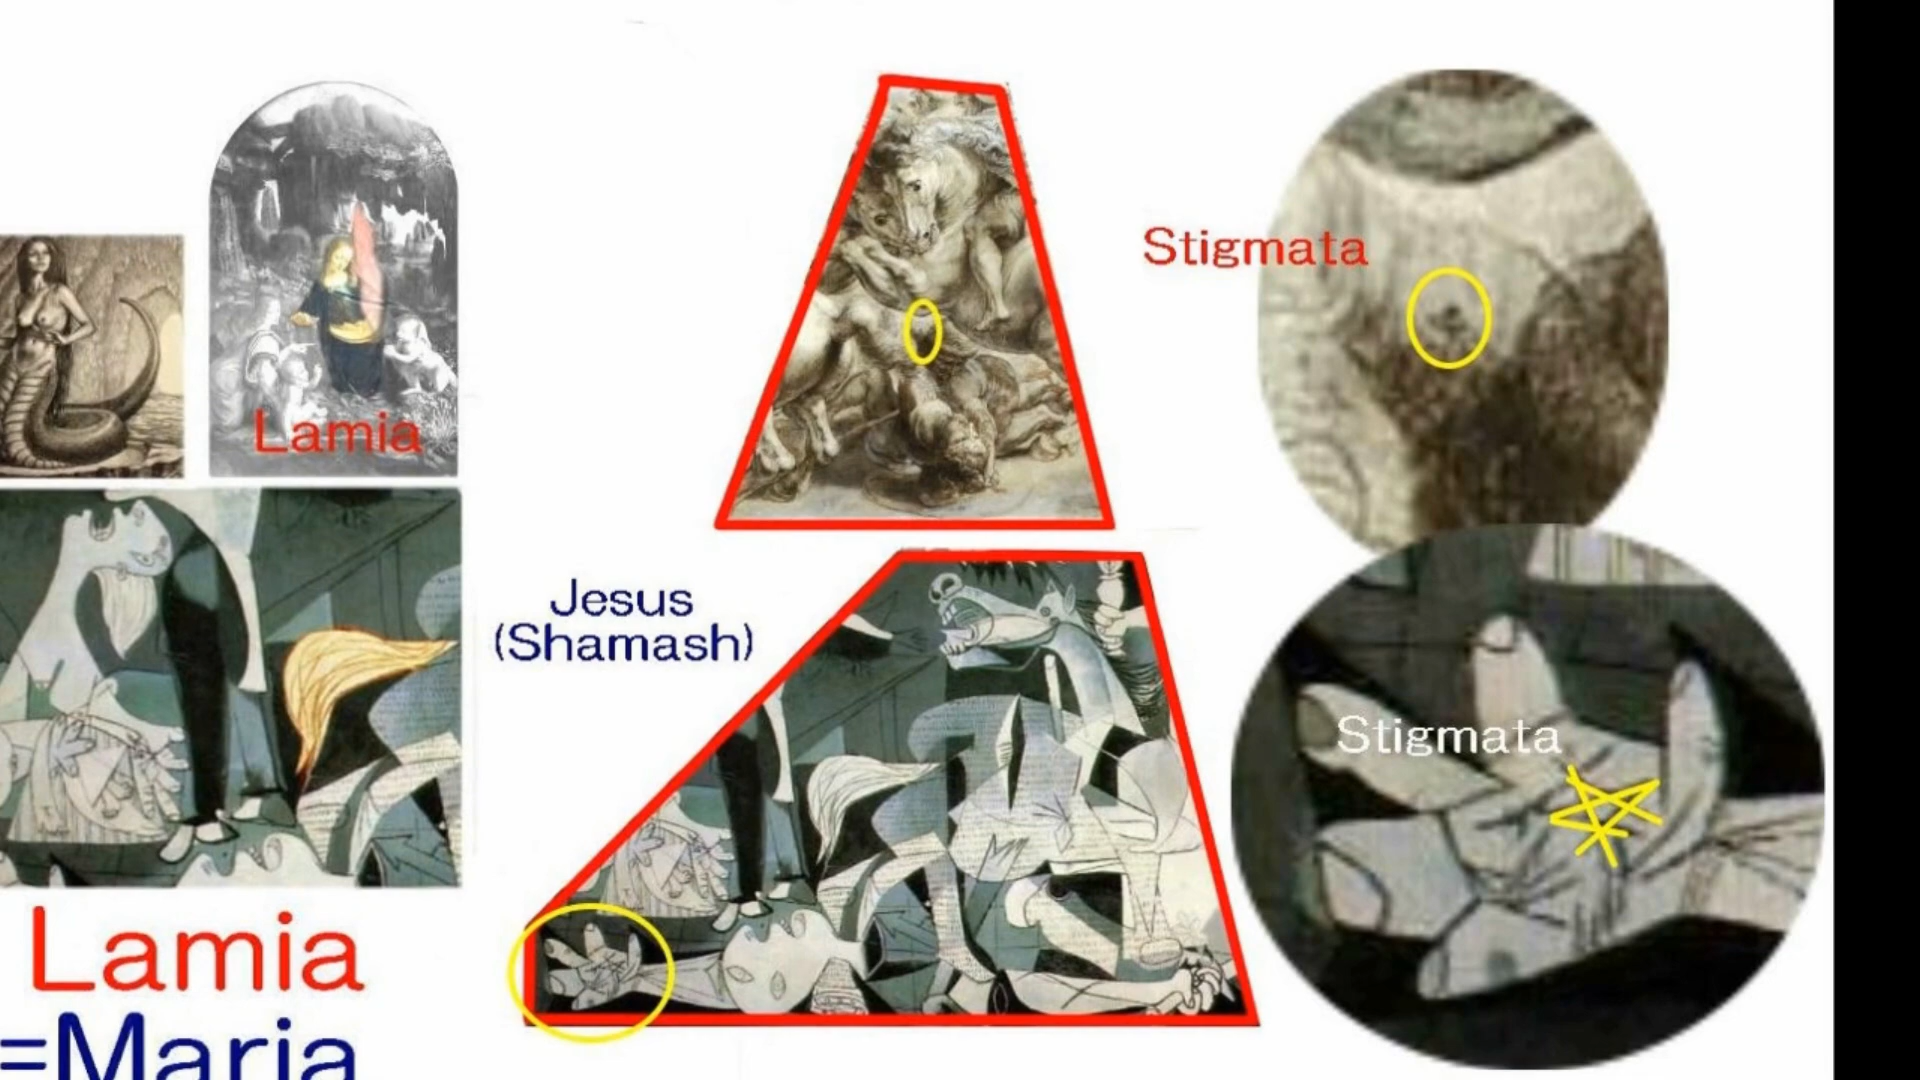 Lamia
Stigmata
Jesus
(Shamash)
Stigmata
Lamia
=Maria